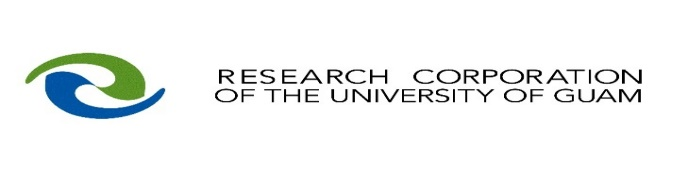 RESEARCH CORPORATION
OF THE UNIVERSITY OF GUAM